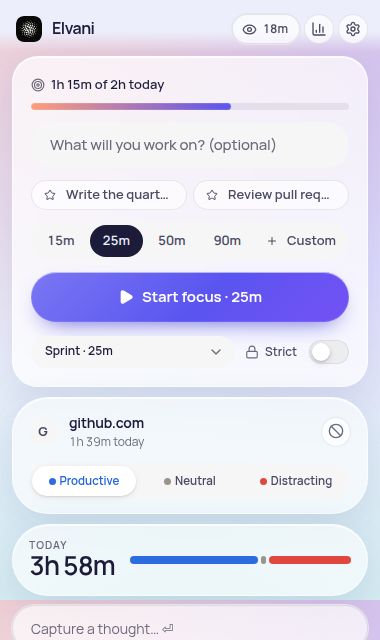 Elvani
18m
1h 15m of 2h today
What will you work on? (optional)
Write the quart...
Review pull req...
15m
25m
50m
90m
+ Custom
Start focus · 25m
Sprint · 25m
Strict
G
github.com
1h 39m today
Productive
Neutral
Distracting
TODAY
3h 58m
Capture a thought... ⏎